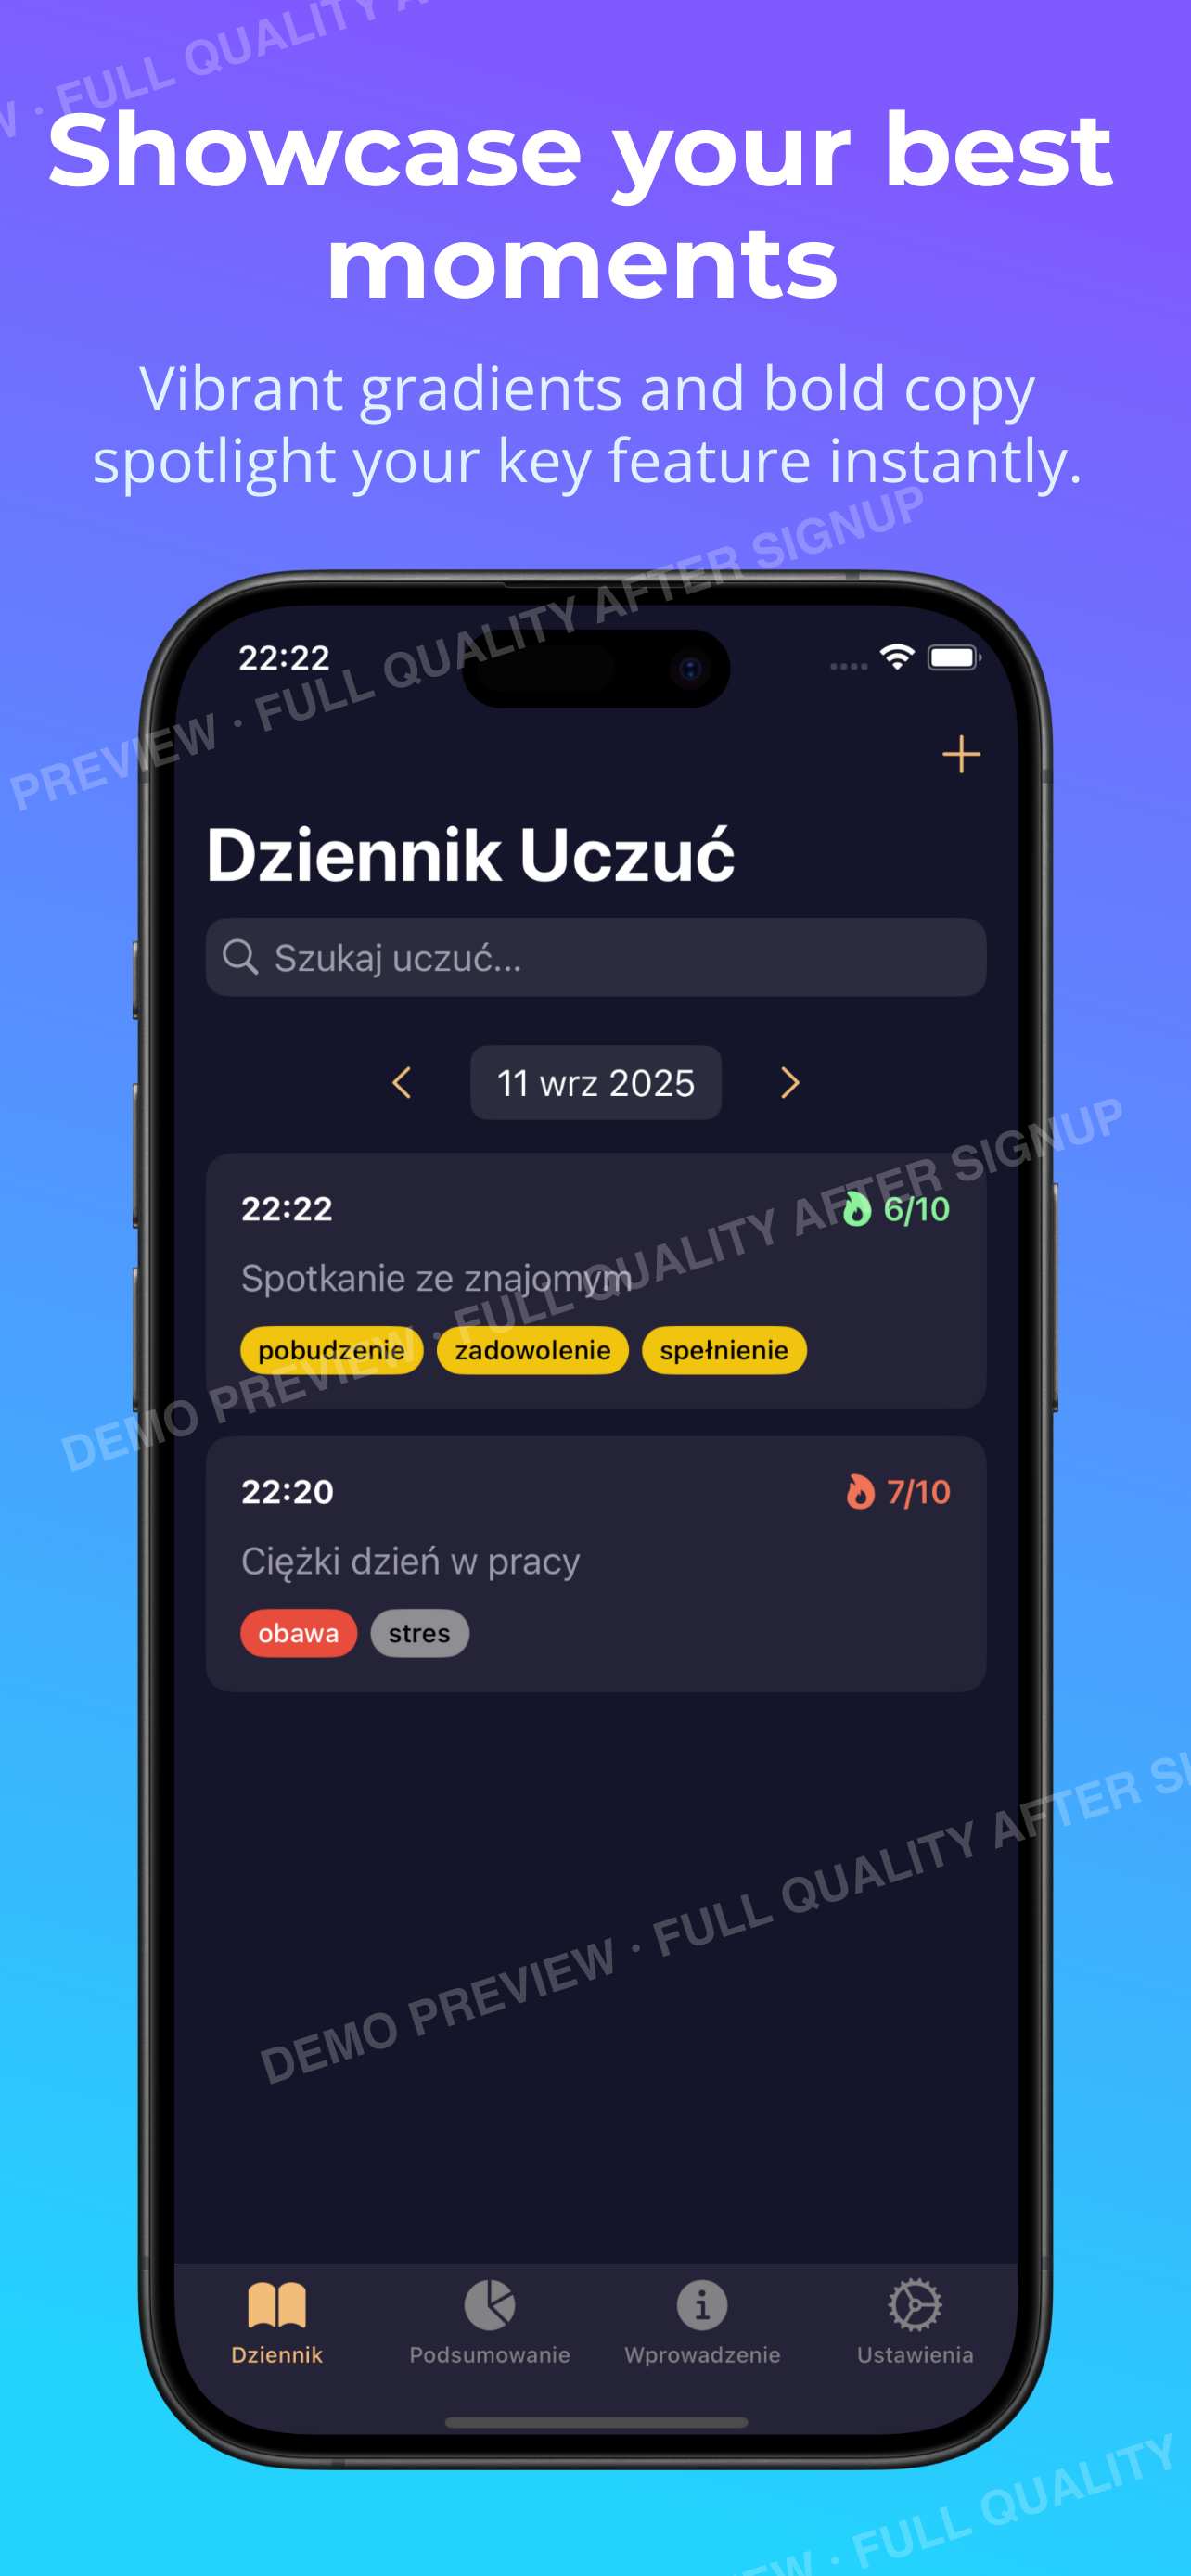 W · FULL QUALITY A
Showcase your best
moments
Vibrant gradients and bold copy
spotlight your key feature instantly.
PREVIEW · FULL QUALITY AFTER SIGNUP
22:22
Dziennik Uczuć
Szukaj uczuć...
11 wrz 2025
22:22
6/10
Spotkanie ze znajomym
pobudzenie zadowolenie spełnienie
DEMO PREVIEW · FULL QUALITY AFTER SIGNUP
22:20
7/10
Ciężki dzień w pracy
obawa stres
DEMO PREVIEW · FULL QUALITY AFTER SI
Dziennik Podsumowanie Wprowadzenie Ustawienia
EW · FULL QUALITY